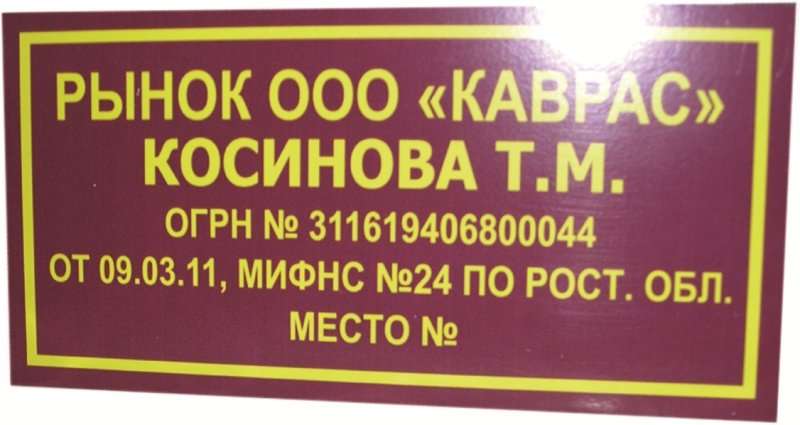 РЫНОК ООО «КАВРАС»
КОСИНОВА Т.М.
ОГРН № 311619406800044
ОТ 09.03.11, МИФНС №24 ПО РОСТ. ОБЛ.
МЕСТО №